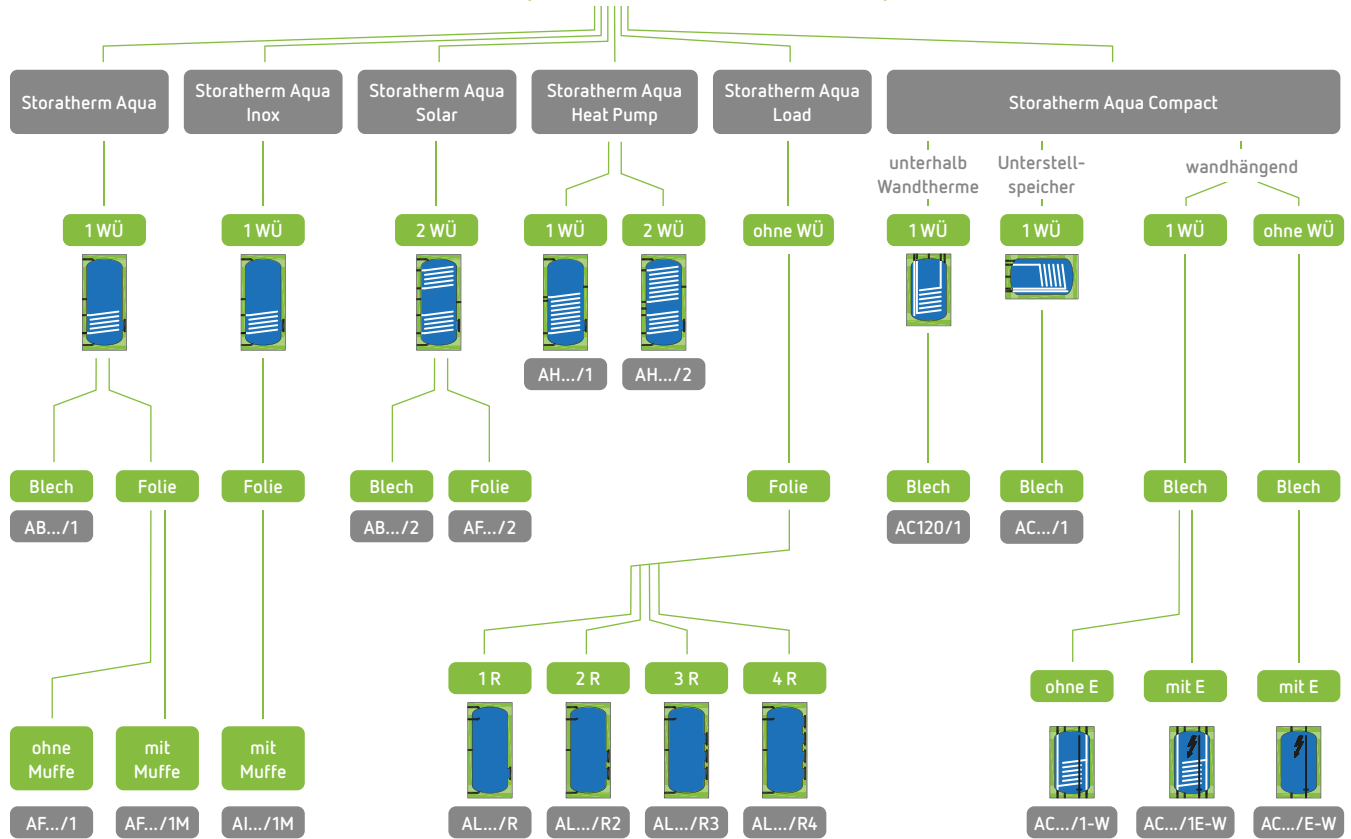 Storatherm Aqua
Storatherm Aqua
Inox
Storatherm Aqua
Solar
Storatherm Aqua
Heat Pump
Storatherm Aqua
Load
Storatherm Aqua Compact
unterhalb
Wandtherme
Unterstell-
speicher
wandhängend
1 WÜ
1 WÜ
2 WÜ
1 WÜ
2 WÜ
ohne WÜ
1 WÜ
1 WÜ
1 WÜ
ohne WÜ
AH.../1
AH.../2
Blech
Folie
Folie
Blech
Folie
Folie
Blech
Blech
Blech
Blech
AB.../1
AB.../2
AF.../2
AC120/1
AC.../1
1 R
2 R
3 R
4 R
ohne E
mit E
mit E
ohne
Muffe
mit
Muffe
mit
Muffe
AF.../1
AF.../1M
AI.../1M
AL.../R
AL.../R2
AL.../R3
AL.../R4
AC.../1-W
AC.../1E-W
AC.../E-W